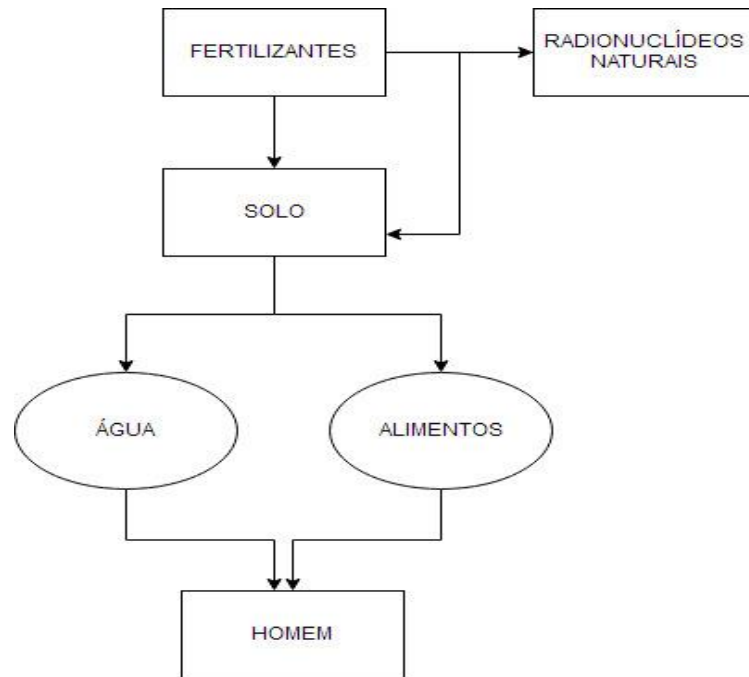 FERTILIZANTES
RADIONUCLÍDEOS
NATURAIS
SOLO
ÁGUA
ALIMENTOS
HOMEM